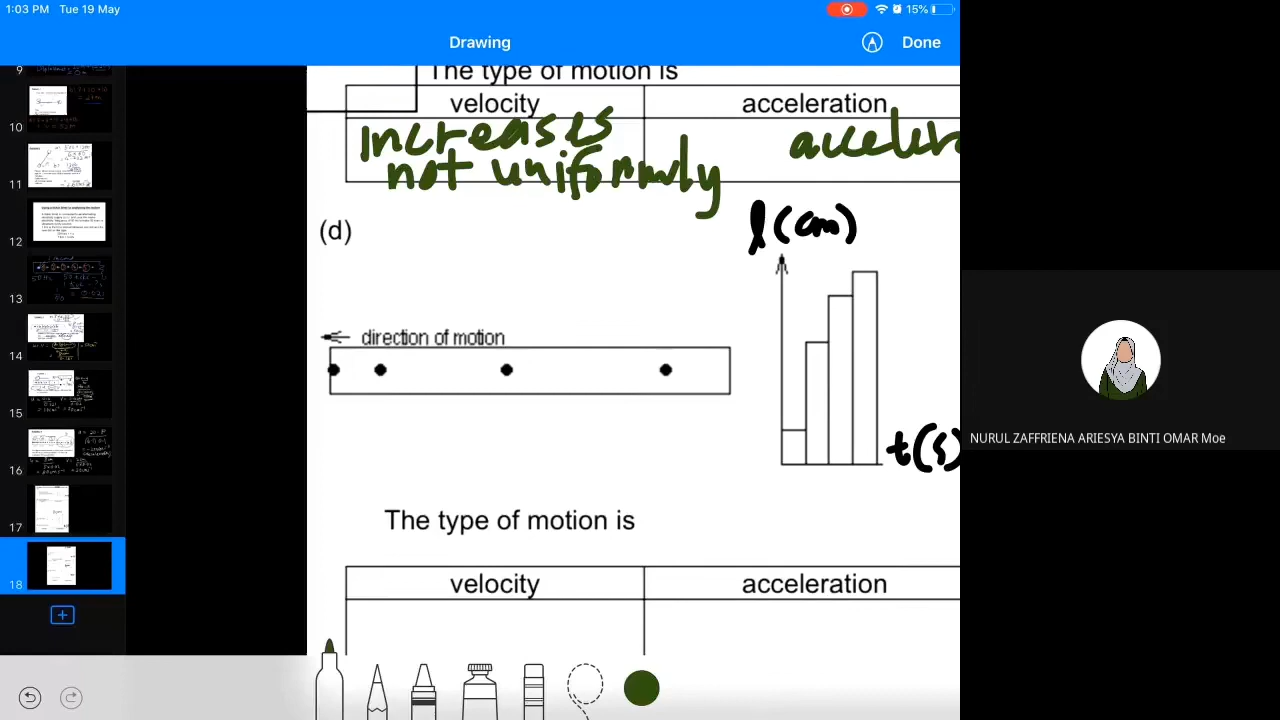 1:03 PM Tue 19 May
15%
Drawing
Done
9
10
11
12
13
14
15
16
17
18
The type of motion is
velocity acceleration
Increases
not uniformly
acceler
(d)
l (cm)
direction of motion
t(s)
The type of motion is
velocity acceleration
NURUL ZAFFRIENA ARIESYA BINTI OMAR Moe